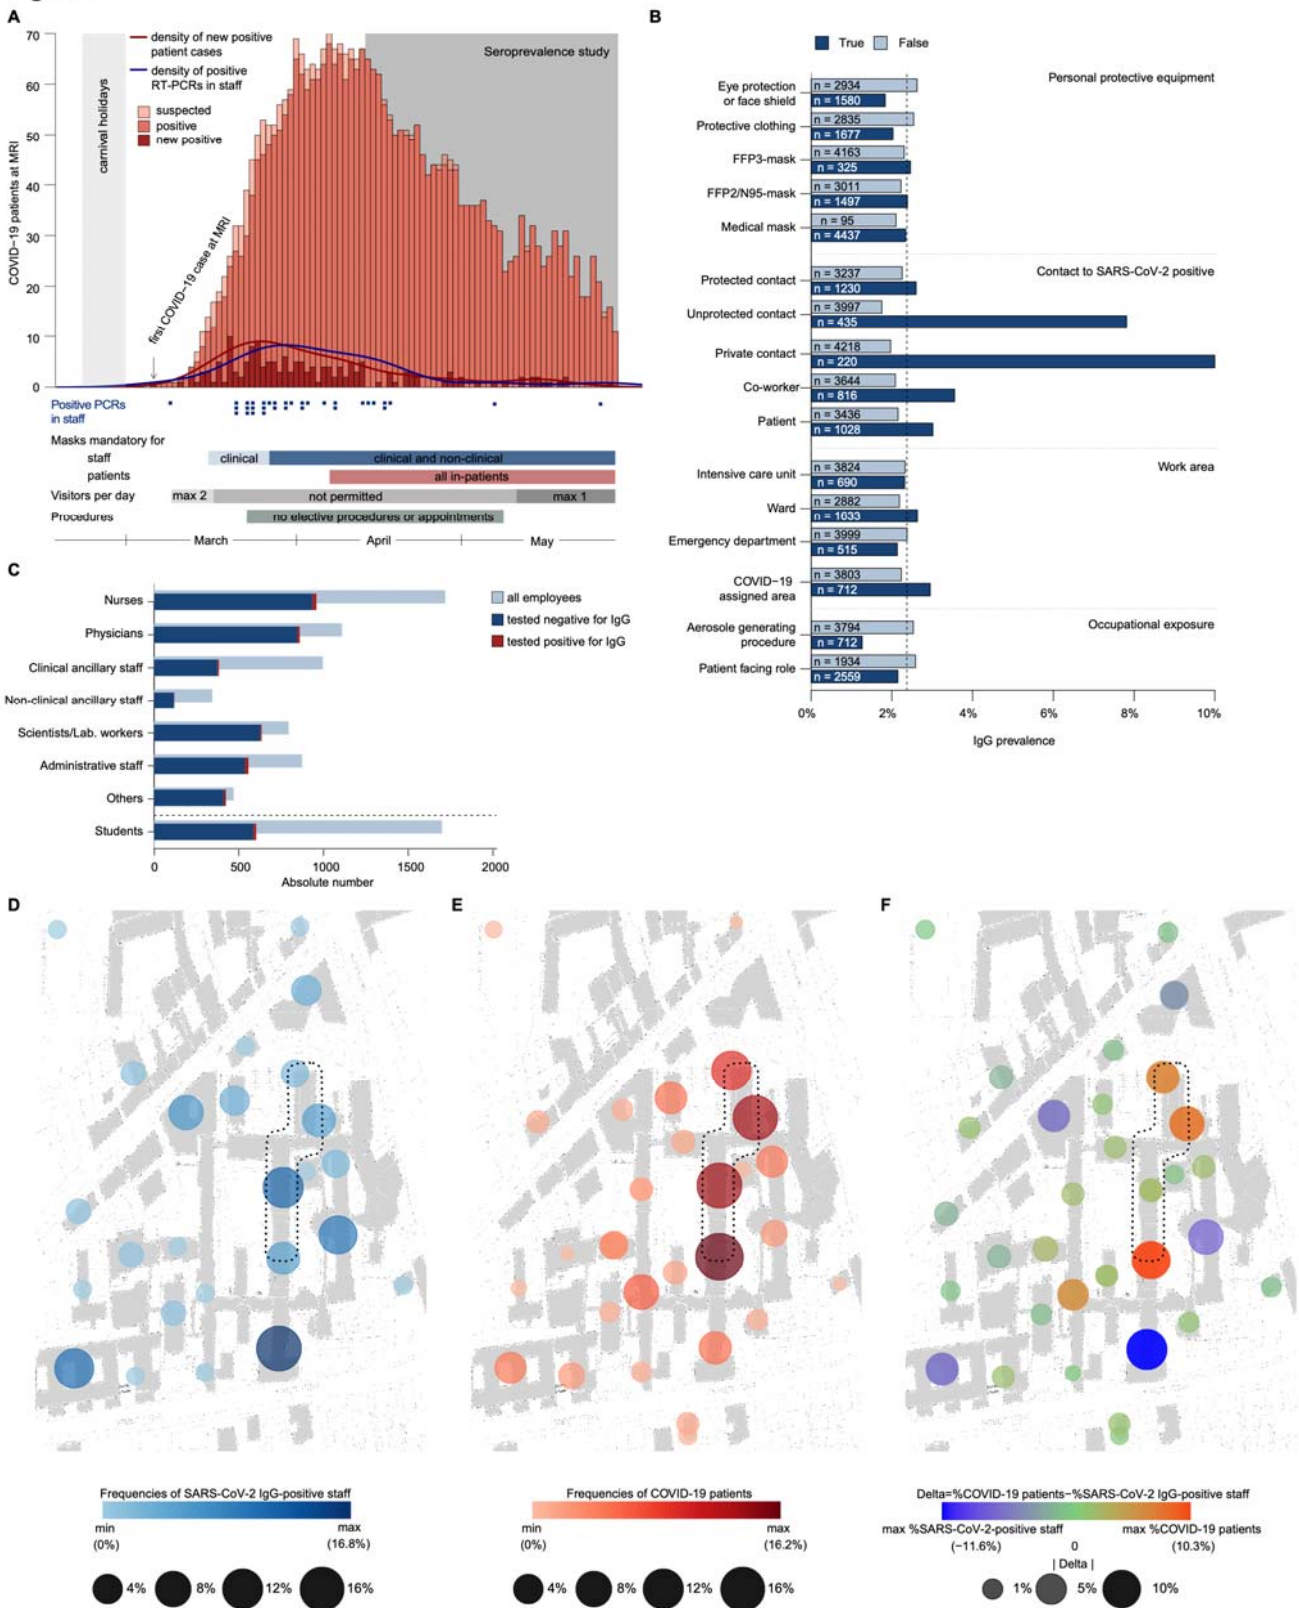 A
70
60
50
40
30
20
10
0
COVID−19 patients at MRI
carnival holidays
density of new positive
patient cases
density of positive
RT-PCRs in staff
suspected
positive
new positive
Seroprevalence study
first COVID−19 case at MRI
Positive PCRs
in staff
Masks mandatory for
staff
clinical
clinical and non-clinical
patients
all in-patients
Visitors per day
max 2
not permitted
max 1
Procedures
no elective procedures or appointments
March
April
May
B
True
False
Personal protective equipment
Eye protection
or face shield
n = 2934
n = 1580
Protective clothing
n = 2835
n = 1677
FFP3-mask
n = 4163
n = 325
FFP2/N95-mask
n = 3011
n = 1497
Medical mask
n = 95
n = 4437
Contact to SARS-CoV-2 positive
Protected contact
n = 3237
n = 1230
Unprotected contact
n = 3997
n = 435
Private contact
n = 4218
n = 220
Co-worker
n = 3644
n = 816
Patient
n = 3436
n = 1028
Work area
Intensive care unit
n = 3824
n = 690
Ward
n = 2882
n = 1633
Emergency department
n = 3999
n = 515
COVID−19
assigned area
n = 3803
n = 712
Occupational exposure
Aerosole generating
procedure
n = 3794
n = 712
Patient facing role
n = 1934
n = 2559
0%
2%
4%
6%
8%
10%
IgG prevalence
C
Nurses
Physicians
Clinical ancillary staff
Non-clinical ancillary staff
Scientists/Lab. workers
Administrative staff
Others
Students
all employees
tested negative for IgG
tested positive for IgG
0
500
1000
1500
2000
Absolute number
D
Frequencies of SARS-CoV-2 IgG-positive staff
min
(0%)
max
(16.8%)
4%
8%
12%
16%
E
Frequencies of COVID-19 patients
min
(0%)
max
(16.2%)
4%
8%
12%
16%
F
Delta=%COVID-19 patients−%SARS-CoV-2 IgG-positive staff
max %SARS-CoV-2-positive staff
(−11.6%)
0
max %COVID-19 patients
(10.3%)
| Delta |
1%
5%
10%